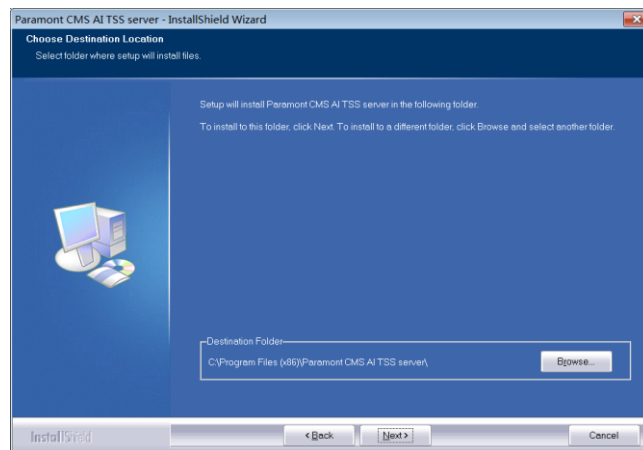 Paramont CMS AI TSS server - InstallShield Wizard
Choose Destination Location
Select folder where setup will install files.
Setup will install Paramont CMS AI TSS server in the following folder.
To install to this folder, click Next. To install to a different folder, click Browse and select another folder.
Destination Folder
C:\Program Files (x86)\Paramont CMS AI TSS server\
Browse...
InstallShield
< Back
Next >
Cancel